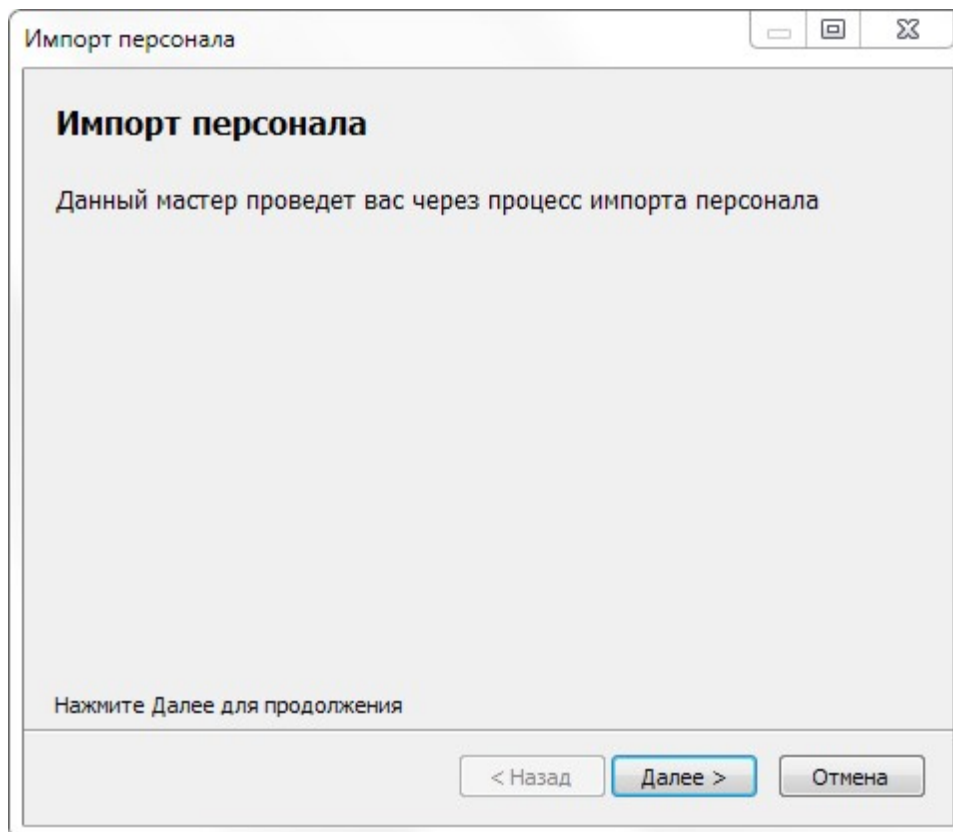 Импорт персонала
Импорт персонала
Данный мастер проведет вас через процесс импорта персонала
Нажмите Далее для продолжения
< Назад
Далее >
Отмена